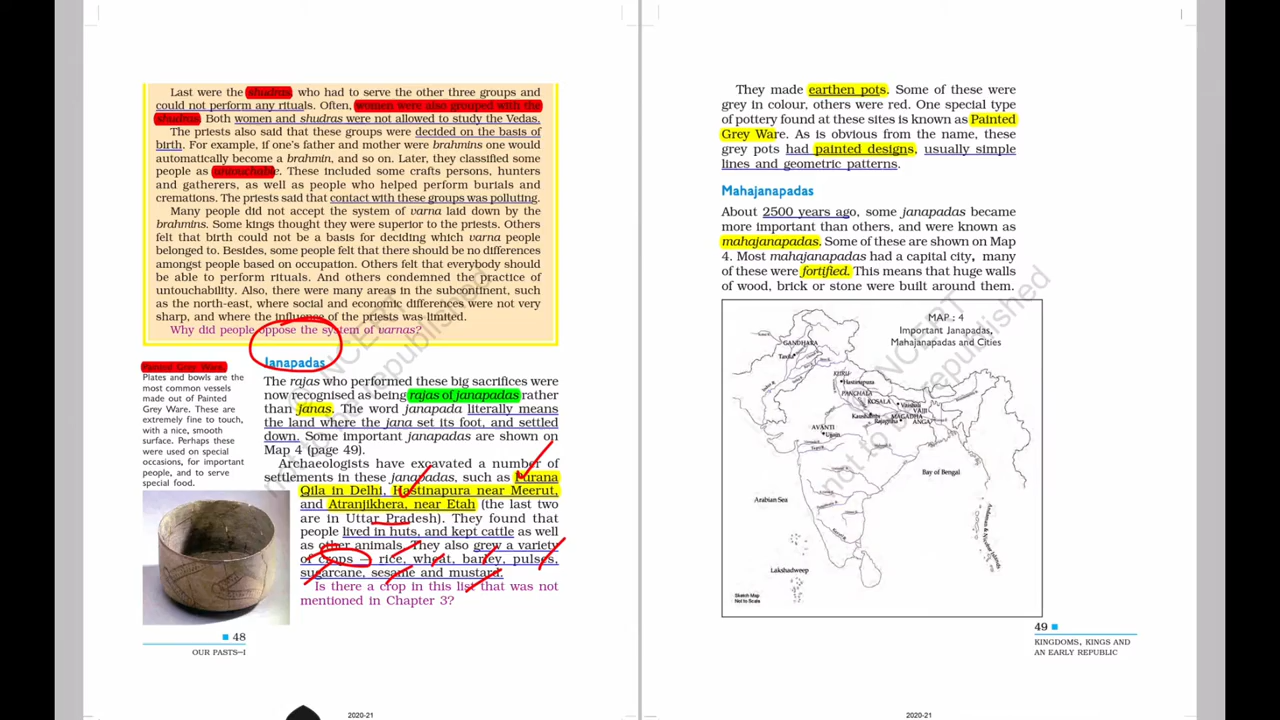 Last were the shudras, who had to serve the other three groups and
could not perform any rituals. Often, women were also grouped with the
shudras. Both women and shudras were not allowed to study the Vedas.
The priests also said that these groups were decided on the basis of
birth. For example, if one's father and mother were brahmins one would
automatically become a brahmin, and so on. Later, they classified some
people as untouchable. These included some crafts persons, hunters
and gatherers, as well as people who helped perform burials and
cremations. The priests said that contact with these groups was polluting.
Many people did not accept the system of varna laid down by the
brahmins. Some kings thought they were superior to the priests. Others
felt that birth could not be a basis for deciding which varna people
belonged to. Besides, some people felt that there should be no differences
amongst people based on occupation. Others felt that everybody should
be able to perform rituals. And others condemned the practice of
untouchability. Also, there were many areas in the subcontinent, such
as the north-east, where social and economic differences were not very
sharp, and where the influence of the priests was limited.
Why did people oppose the system of varnas?
Janapadas
The rajas who performed these big sacrifices were
now recognised as being rajas of janapadas rather
than janas. The word janapada literally means
the land where the jana set its foot, and settled
down. Some important janapadas are shown on
Map 4 (page 49).
Archaeologists have excavated a number of
settlements in these janapadas, such as Purana
Qila in Delhi, Hastinapura near Meerut,
and Atranjikhera, near Etah (the last two
are in Uttar Pradesh). They found that
people lived in huts, and kept cattle as well
as other animals. They also grew a variety
of crops — rice, wheat, barley, pulses,
sugarcane, sesame and mustard.
Is there a crop in this list that was not
mentioned in Chapter 3?
Painted Grey Ware.
Plates and bowls are the
most common vessels
made out of Painted
Grey Ware. These are
extremely fine to touch,
with a nice, smooth
surface. Perhaps these
were used on special
occasions, for important
people, and to serve
special food.
48
OUR PASTS–I
2020-21
They made earthen pots. Some of these were
grey in colour, others were red. One special type
of pottery found at these sites is known as Painted
Grey Ware. As is obvious from the name, these
grey pots had painted designs, usually simple
lines and geometric patterns.
Mahajanapadas
About 2500 years ago, some janapadas became
more important than others, and were known as
mahajanapadas. Some of these are shown on Map
4. Most mahajanapadas had a capital city, many
of these were fortified. This means that huge walls
of wood, brick or stone were built around them.
MAP : 4
Important Janapadas,
Mahajanapadas and Cities
GANDHARA
KURU
Hastinapura
PANCHALA
KOSALA
Vaishali
VAJJI
Kaushambi
MAGADHA
Rajagriha
ANGA
AVANTI
Ujjain
Bay of Bengal
Arabian Sea
Andaman & Nicobar Islands
Lakshadweep
Sketch Map
Not to Scale
49
KINGDOMS, KINGS AND
AN EARLY REPUBLIC
2020-21
not to be republished